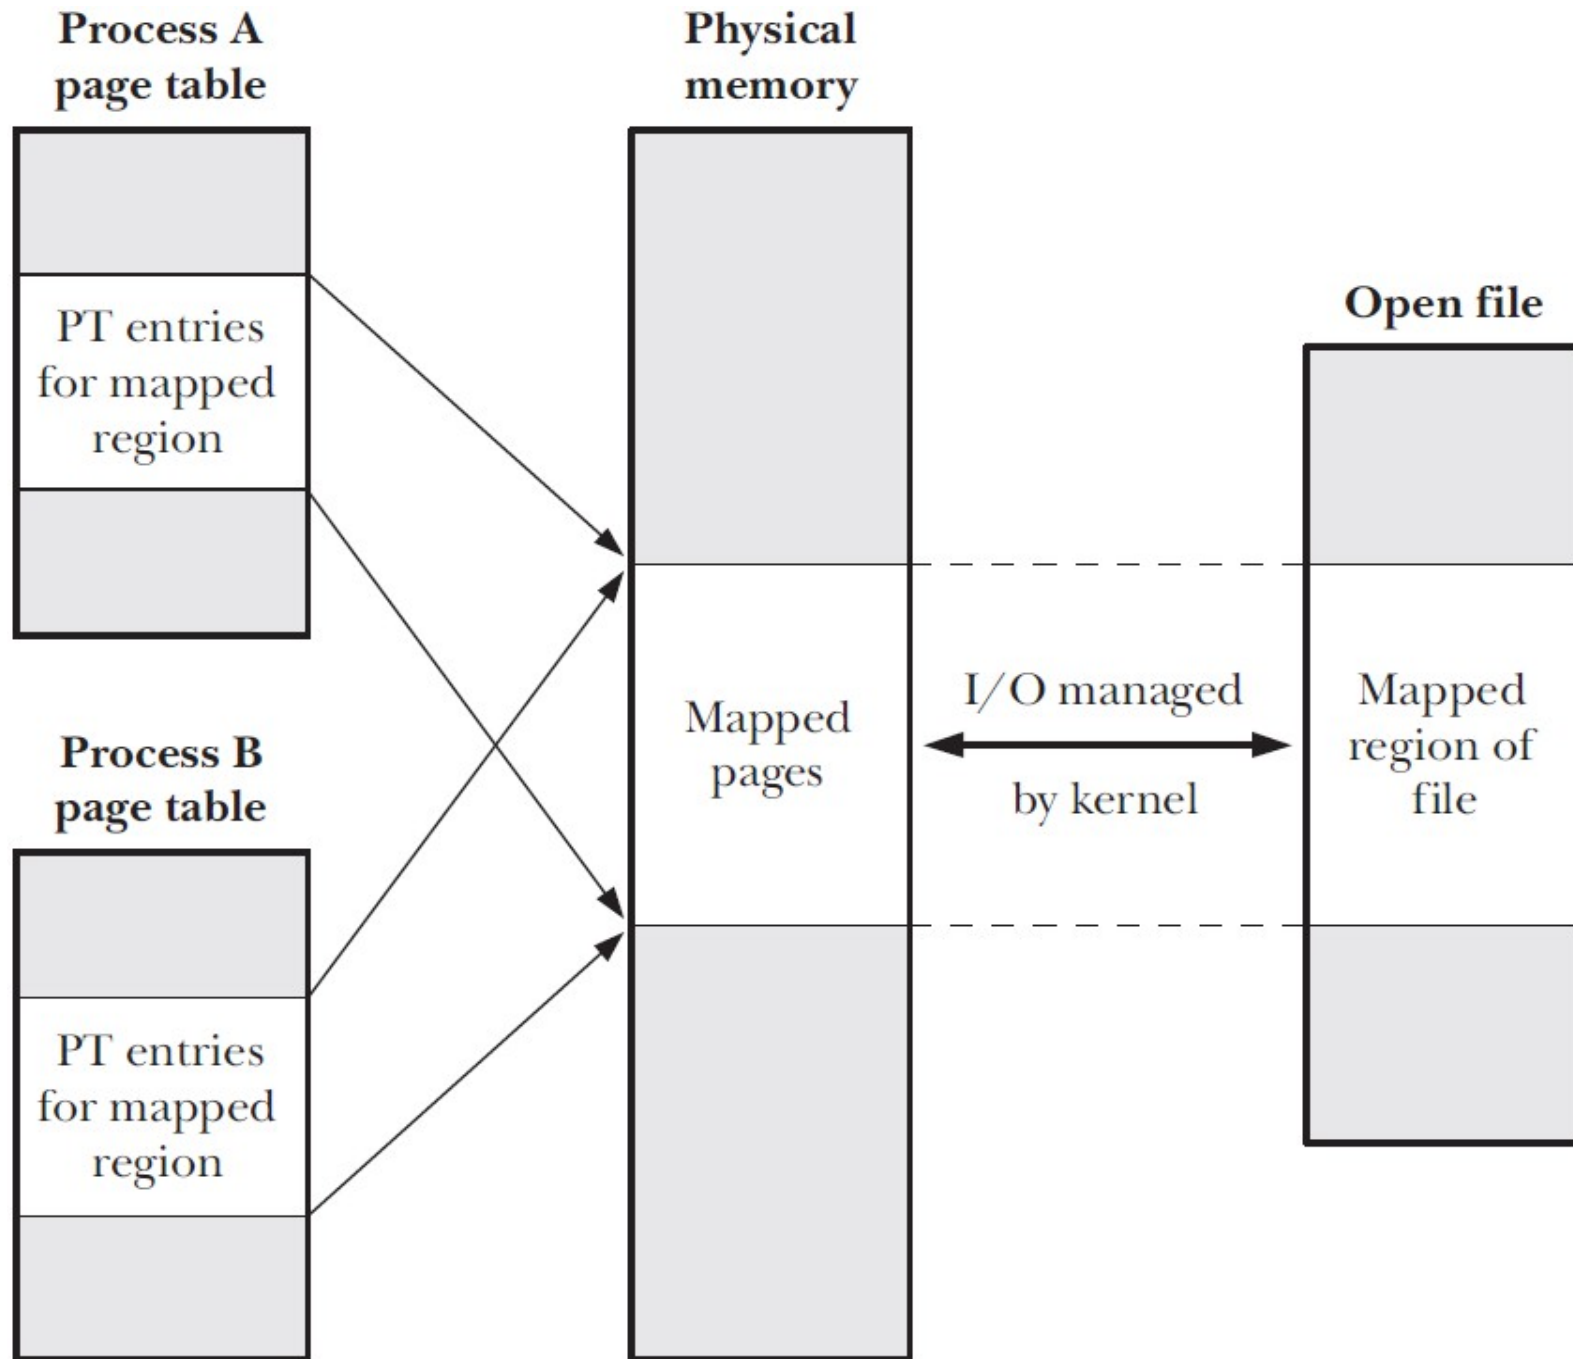 Process A
page table
PT entries
for mapped
region
Process B
page table
PT entries
for mapped
region
Physical
memory
Mapped
pages
I/O managed
by kernel
Open file
Mapped
region of
file